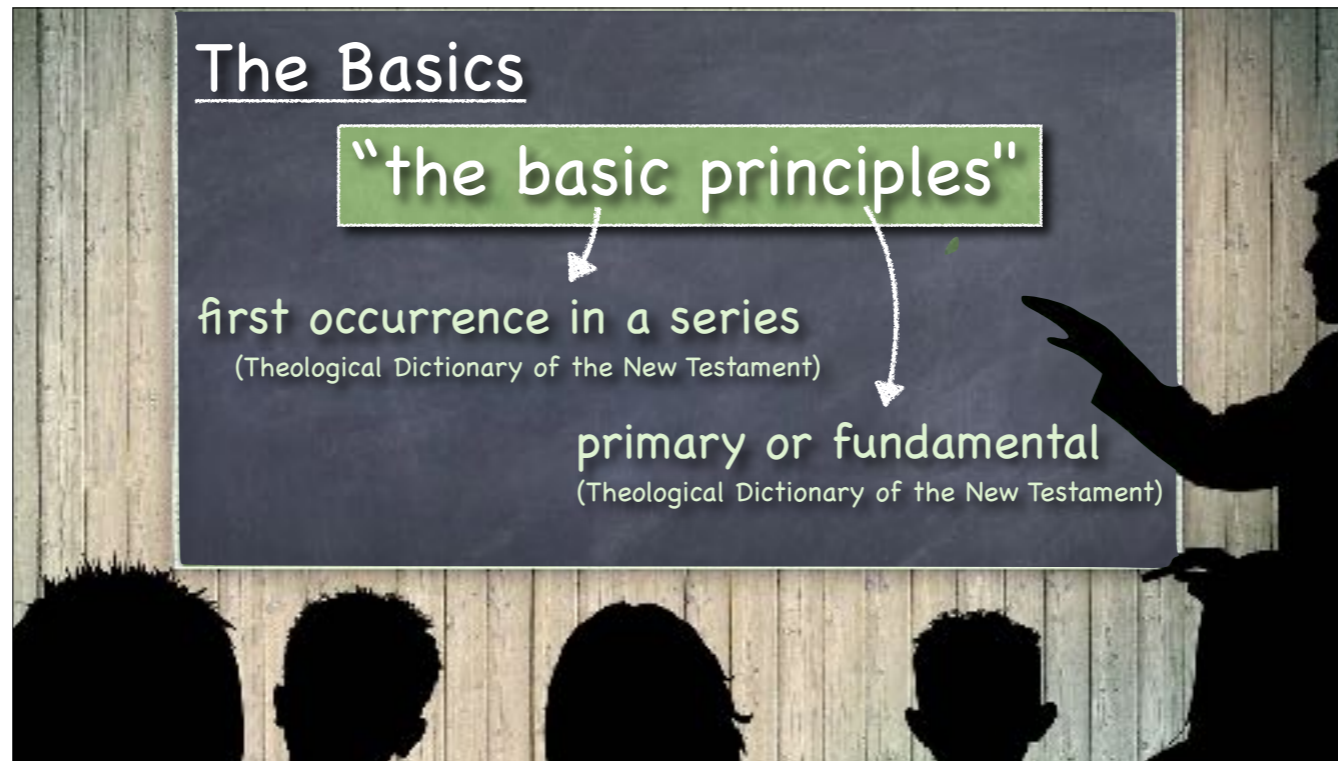 The Basics
“the basic principles"
first occurrence in a series
(Theological Dictionary of the New Testament)
primary or fundamental
(Theological Dictionary of the New Testament)